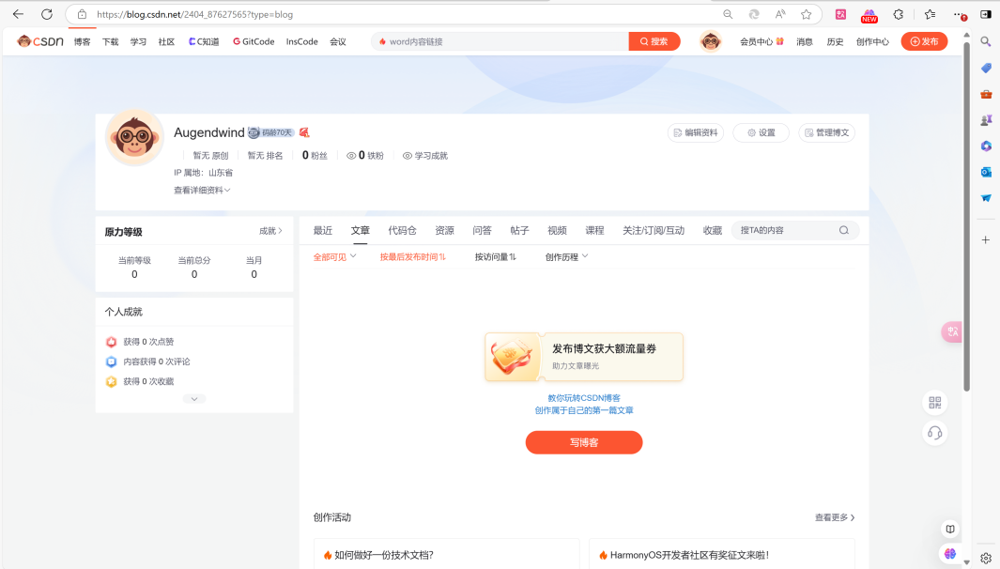 https://blog.csdn.net/2404_87627565?type=blog
NEW
CSDN 博客 下载 学习 社区 C知道 GitCode InsCode 会议 word内容链接 搜索 会员中心 消息 历史 创作中心 发布
Augendwind 码龄70天
编辑资料 设置 管理博文
暂无 原创 暂无 排名 0 粉丝 0 铁粉 学习成就
IP 属地：山东省
查看详细资料
原力等级 成就
当前等级 当前总分 当月
0 0 0
个人成就
获得 0 次点赞
内容获得 0 次评论
获得 0 次收藏
最近 文章 代码仓 资源 问答 帖子 视频 课程 关注/订阅/互动 收藏 搜TA的内容
全部可见 按最后发布时间 按访问量 创作历程
发布博文获大额流量券
助力文章曝光
教你玩转CSDN博客
创作属于自己的第一篇文章
写博客
创作活动 查看更多
如何做好一份技术文档？ HarmonyOS开发者社区有奖征文来啦！